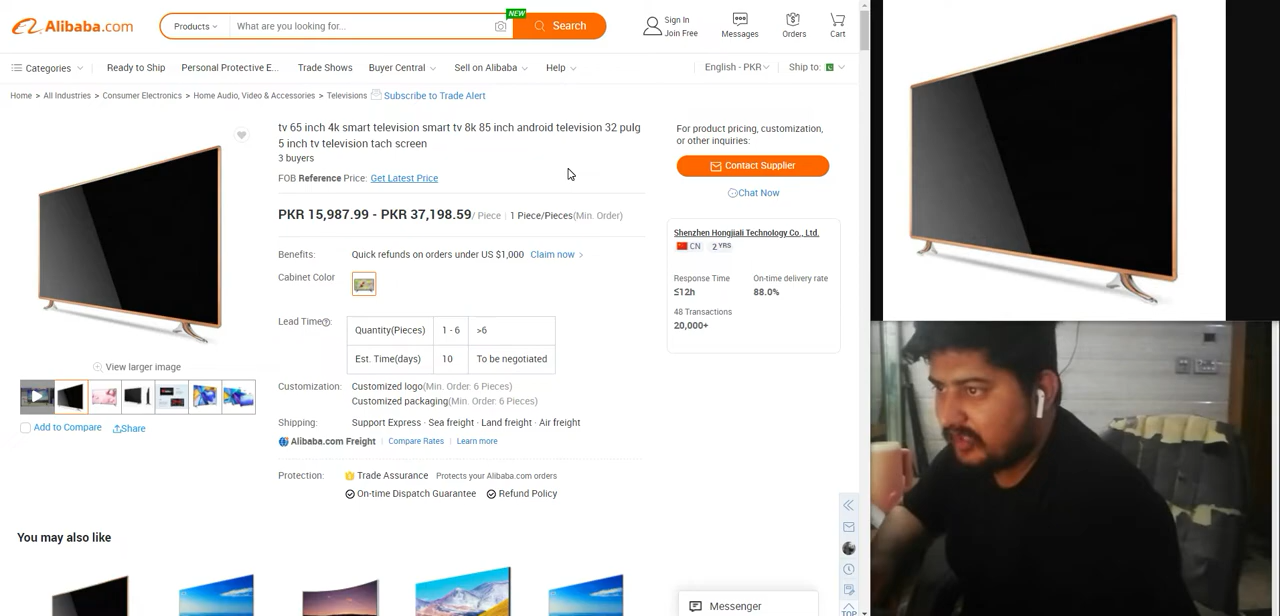 Alibaba.com
Products
What are you looking for...
NEW
Search
Sign In
Join Free
Messages
Orders
Cart
Categories
Ready to Ship
Personal Protective E...
Trade Shows
Buyer Central
Sell on Alibaba
Help
English - PKR
Ship to:
Home > All Industries > Consumer Electronics > Home Audio, Video & Accessories > Televisions
Subscribe to Trade Alert
tv 65 inch 4k smart television smart tv 8k 85 inch android television 32 pulg
5 inch tv television tach screen
3 buyers
FOB Reference Price: Get Latest Price
PKR 15,987.99 - PKR 37,198.59 / Piece | 1 Piece/Pieces(Min. Order)
Benefits: Quick refunds on orders under US $1,000 Claim now >
Cabinet Color
Lead Time
Quantity(Pieces) 1 - 6 >6
Est. Time(days) 10 To be negotiated
Customization: Customized logo(Min. Order: 6 Pieces)
Customized packaging(Min. Order: 6 Pieces)
Shipping: Support Express · Sea freight · Land freight · Air freight
Alibaba.com Freight | Compare Rates | Learn more
Protection: Trade Assurance Protects your Alibaba.com orders
On-time Dispatch Guarantee Refund Policy
View larger image
Add to Compare
Share
For product pricing, customization,
or other inquiries:
Contact Supplier
Chat Now
Shenzhen Hongjiali Technology Co., Ltd.
CN 2 YRS
Response Time On-time delivery rate
≤12h 88.0%
48 Transactions
20,000+
You may also like
Messenger
TOP